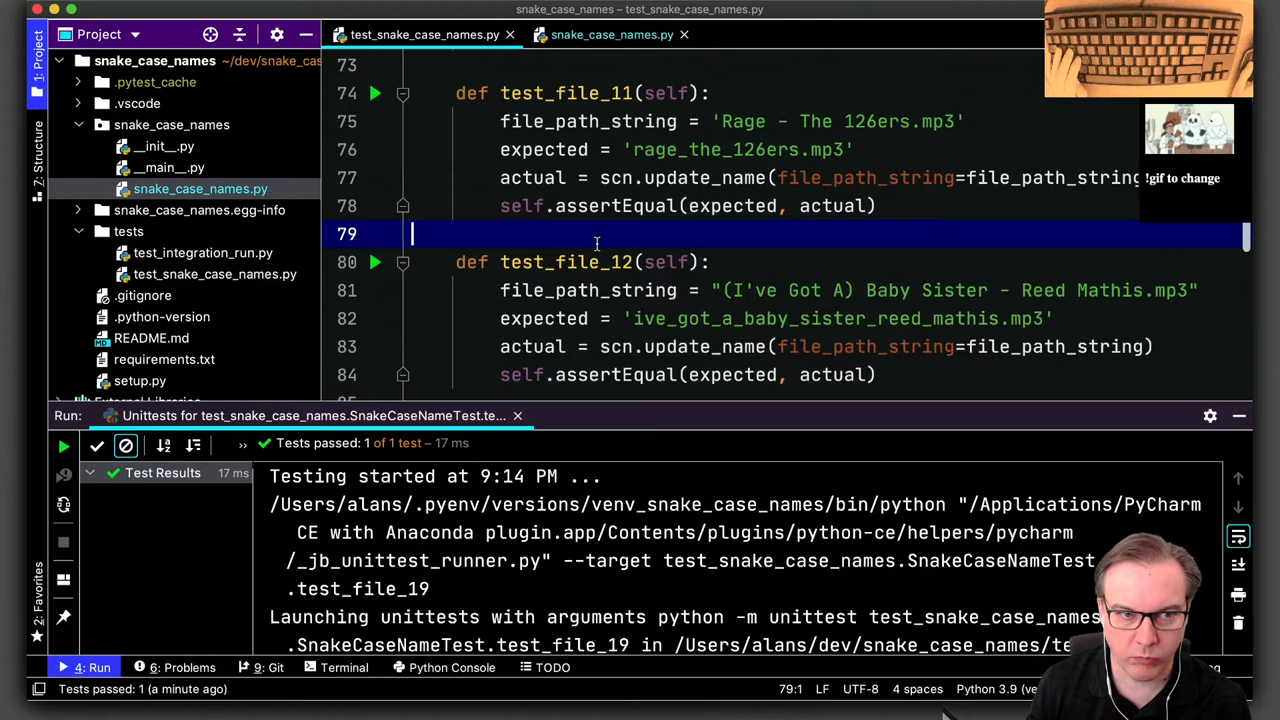 snake_case_names – test_snake_case_names.py
Project
test_snake_case_names.py
snake_case_names.py
1: Project
7: Structure
2: Favorites
snake_case_names ~/dev/snake_cas
.pytest_cache
.vscode
snake_case_names
__init__.py
__main__.py
snake_case_names.py
snake_case_names.egg-info
tests
test_integration_run.py
test_snake_case_names.py
.gitignore
.python-version
README.md
requirements.txt
setup.py
External Libraries
73
74 def test_file_11(self):
75 file_path_string = 'Rage - The 126ers.mp3'
76 expected = 'rage_the_126ers.mp3'
77 actual = scn.update_name(file_path_string=file_path_string
78 self.assertEqual(expected, actual)
79
80 def test_file_12(self):
81 file_path_string = "(I've Got A) Baby Sister - Reed Mathis.mp3"
82 expected = 'ive_got_a_baby_sister_reed_mathis.mp3'
83 actual = scn.update_name(file_path_string=file_path_string)
84 self.assertEqual(expected, actual)
!gif to change
Run: Unittests for test_snake_case_names.SnakeCaseNameTest.te...
Tests passed: 1 of 1 test – 17 ms
Test Results 17 ms
Testing started at 9:14 PM ...
/Users/alans/.pyenv/versions/venv_snake_case_names/bin/python "/Applications/PyCharm
CE with Anaconda plugin.app/Contents/plugins/python-ce/helpers/pycharm
/_jb_unittest_runner.py" --target test_snake_case_names.SnakeCaseNameTest
.test_file_19
Launching unittests with arguments python -m unittest test_snake_case_names
.SnakeCaseNameTest.test_file_19 in /Users/alans/dev/snake_case_names/te
4: Run
6: Problems
9: Git
Terminal
Python Console
TODO
Tests passed: 1 (a minute ago)
79:1 LF UTF-8 4 spaces Python 3.9 (ve